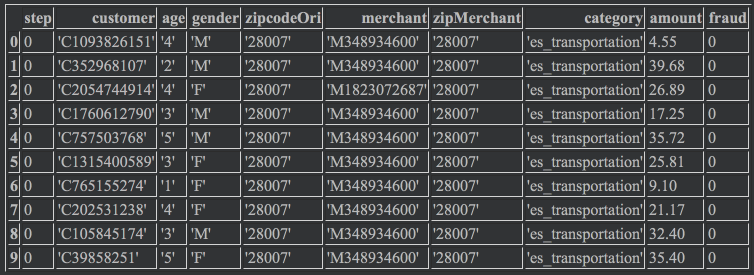 step customer age gender zipcodeOri merchant zipMerchant category amount fraud
0 0 'C1093826151' '4' 'M' '28007' 'M348934600' '28007' 'es_transportation' 4.55 0
1 0 'C352968107' '2' 'M' '28007' 'M348934600' '28007' 'es_transportation' 39.68 0
2 0 'C2054744914' '4' 'F' '28007' 'M1823072687' '28007' 'es_transportation' 26.89 0
3 0 'C1760612790' '3' 'M' '28007' 'M348934600' '28007' 'es_transportation' 17.25 0
4 0 'C757503768' '5' 'M' '28007' 'M348934600' '28007' 'es_transportation' 35.72 0
5 0 'C1315400589' '3' 'F' '28007' 'M348934600' '28007' 'es_transportation' 25.81 0
6 0 'C765155274' '1' 'F' '28007' 'M348934600' '28007' 'es_transportation' 9.10 0
7 0 'C202531238' '4' 'F' '28007' 'M348934600' '28007' 'es_transportation' 21.17 0
8 0 'C105845174' '3' 'M' '28007' 'M348934600' '28007' 'es_transportation' 32.40 0
9 0 'C39858251' '5' 'F' '28007' 'M348934600' '28007' 'es_transportation' 35.40 0